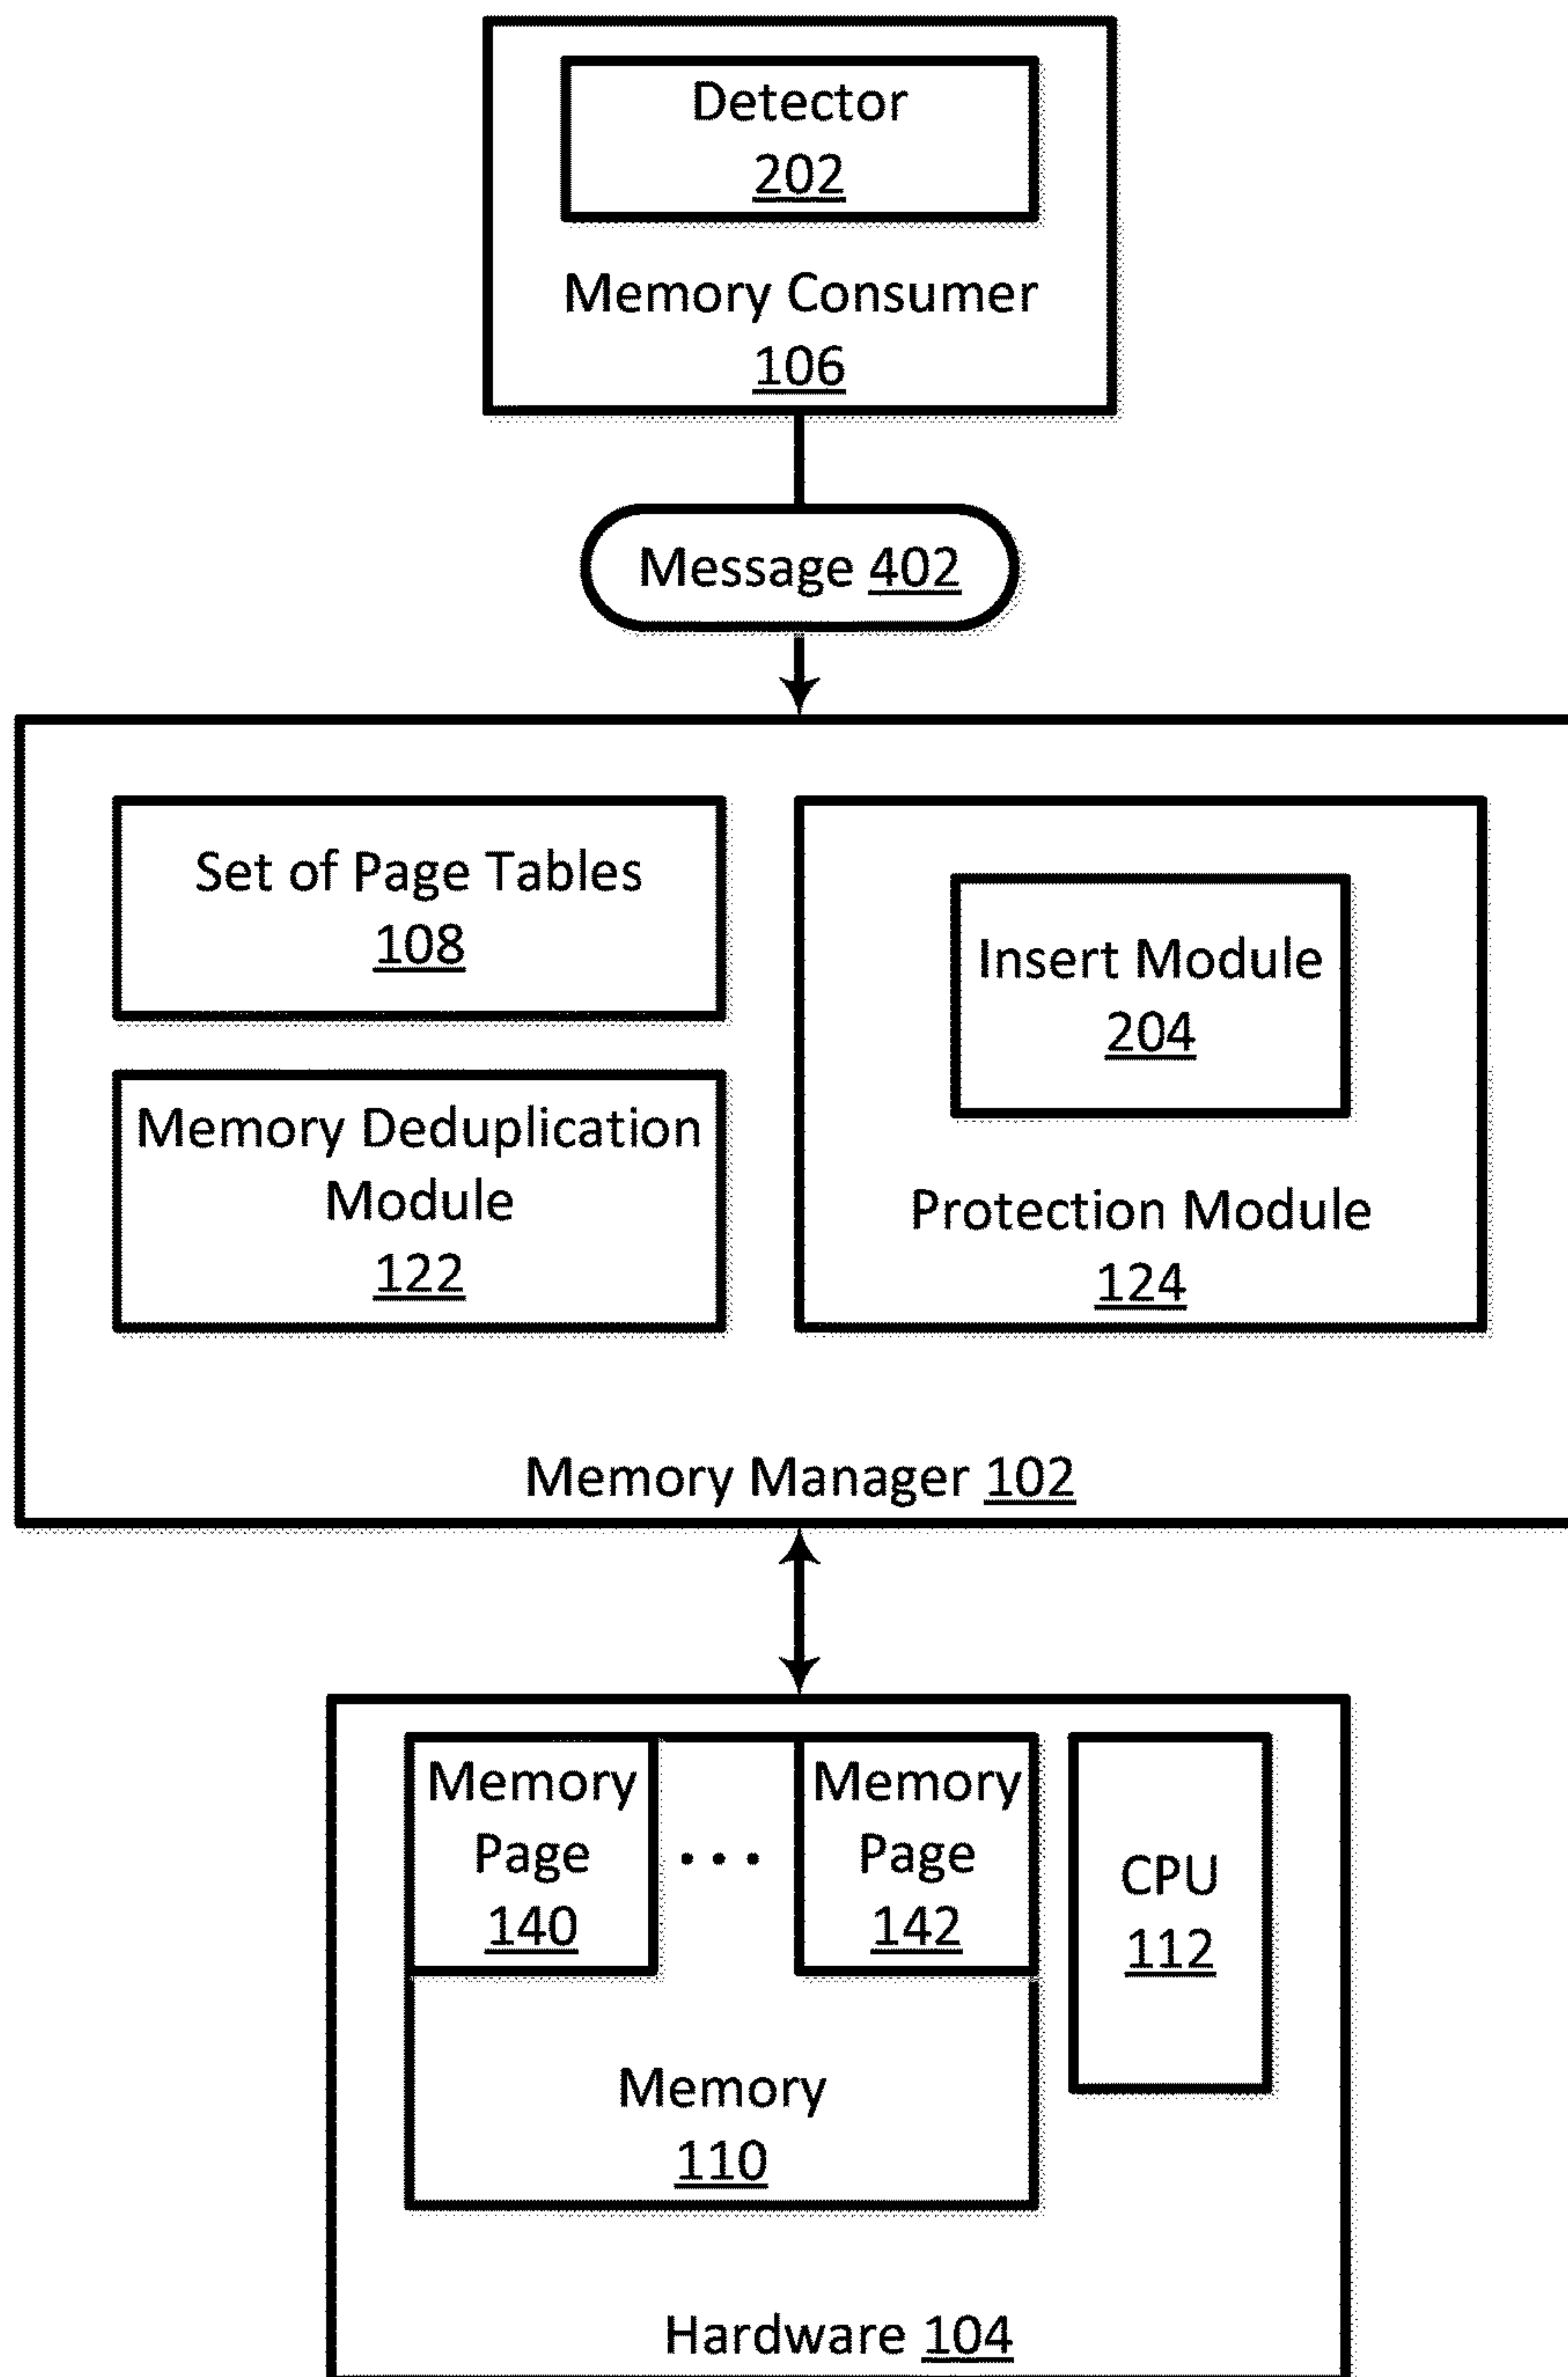 Detector
202
Memory Consumer
106
Message 402
Set of Page Tables
108
Memory Deduplication
Module
122
Insert Module
204
Protection Module
124
Memory Manager 102
Memory
Page
140
...
Memory
Page
142
CPU
112
Memory
110
Hardware 104